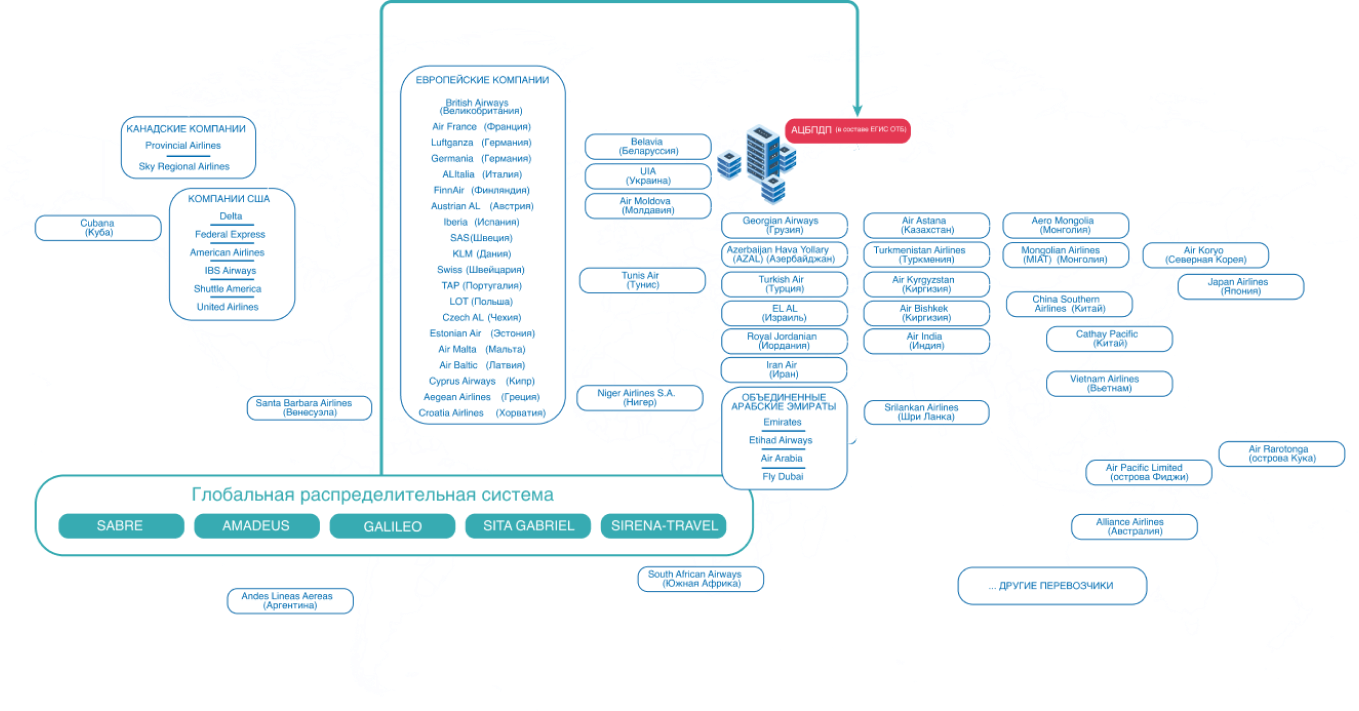 КАНАДСКИЕ КОМПАНИИ
Provincial Airlines
Sky Regional Airlines
КОМПАНИИ США
Delta
Federal Express
American Airlines
IBS Airways
Shuttle America
United Airlines
Cubana
(Куба)
Santa Barbara Airlines
(Венесуэла)
ЕВРОПЕЙСКИЕ КОМПАНИИ
British Airways
(Великобритания)
Air France (Франция)
Luftganza (Германия)
Germania (Германия)
ALItalia (Италия)
FinnAir (Финляндия)
Austrian AL (Австрия)
Iberia (Испания)
SAS(Швеция)
KLM (Дания)
Swiss (Швейцария)
TAP (Португалия)
LOT (Польша)
Czech AL (Чехия)
Estonian Air (Эстония)
Air Malta (Мальта)
Air Baltic (Латвия)
Cyprus Airways (Кипр)
Aegean Airlines (Греция)
Croatia Airlines (Хорватия)
Belavia
(Беларуссия)
UIA
(Украина)
Air Moldova
(Молдавия)
Tunis Air
(Тунис)
Niger Airlines S.A.
(Нигер)
АЦБПДП (в составе ЕГИС ОТБ)
Georgian Airways
(Грузия)
Azerbaijan Hava Yollary
(AZAL) (Азербайджан)
Turkish Air
(Турция)
EL AL
(Израиль)
Royal Jordanian
(Иордания)
Iran Air
(Иран)
ОБЪЕДИНЕННЫЕ
АРАБСКИЕ ЭМИРАТЫ
Emirates
Etihad Airways
Air Arabia
Fly Dubai
Air Astana
(Казахстан)
Turkmenistan Airlines
(Туркмения)
Air Kyrgyzstan
(Киргизия)
Air Bishkek
(Киргизия)
Air India
(Индия)
Srilankan Airlines
(Шри Ланка)
Aero Mongolia
(Монголия)
Mongolian Airlines
(MIAT) (Монголия)
Air Koryo
(Северная Корея)
Japan Airlines
(Япония)
China Southern
Airlines (Китай)
Cathay Pacific
(Китай)
Vietnam Airlines
(Вьетнам)
Air Rarotonga
(острова Кука)
Air Pacific Limited
(острова Фиджи)
Alliance Airlines
(Австралия)
... ДРУГИЕ ПЕРЕВОЗЧИКИ
Глобальная распределительная система
SABRE
AMADEUS
GALILEO
SITA GABRIEL
SIRENA-TRAVEL
South African Airways
(Южная Африка)
Andes Lineas Aereas
(Аргентина)